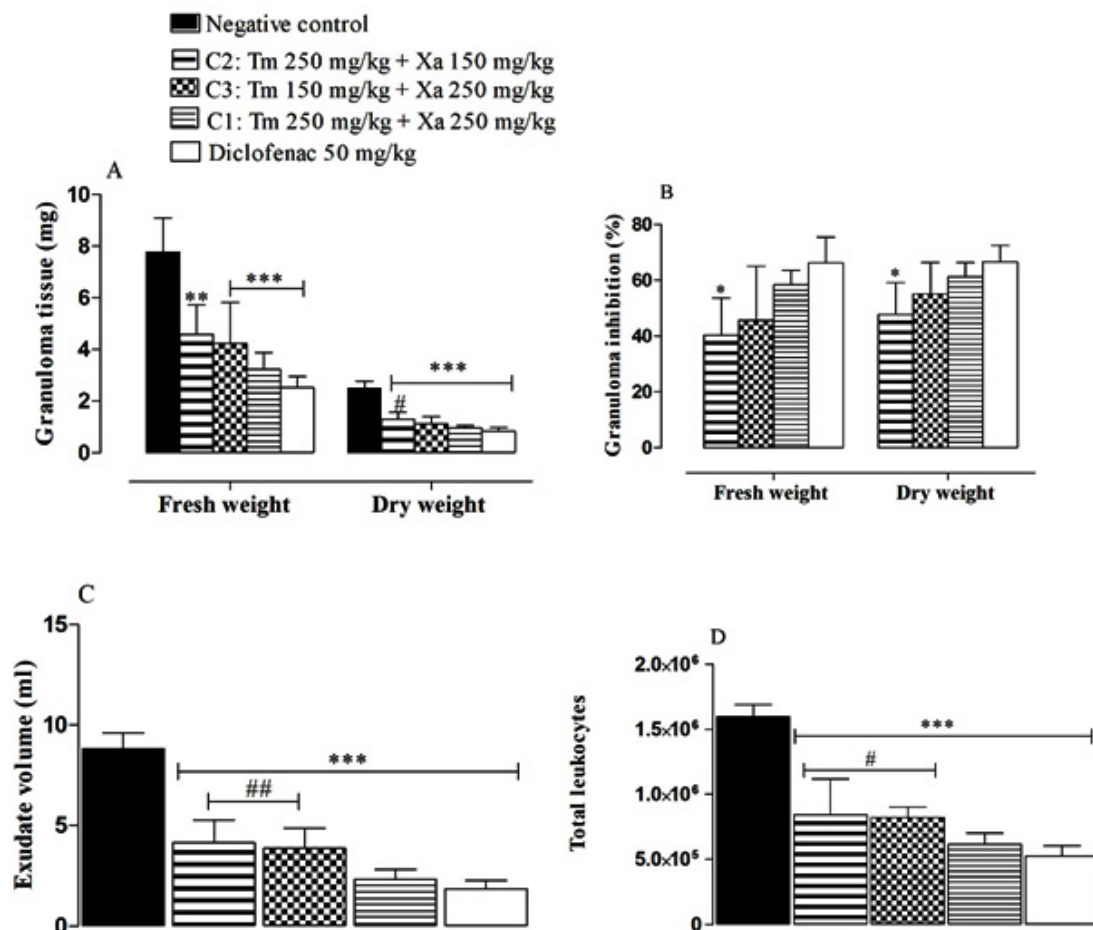 Negative control
C2: Tm 250 mg/kg + Xa 150 mg/kg
C3: Tm 150 mg/kg + Xa 250 mg/kg
C1: Tm 250 mg/kg + Xa 250 mg/kg
Diclofenac 50 mg/kg
A
Granuloma tissue (mg)
10
8
6
4
2
0
**
***
#
***
Fresh weight
Dry weight
B
Granuloma inhibition (%)
80
60
40
20
0
*
*
Fresh weight
Dry weight
C
Exudate volume (ml)
15
10
5
0
***
##
D
Total leukocytes
2.0×10⁶
1.5×10⁶
1.0×10⁶
5.0×10⁵
0
***
#